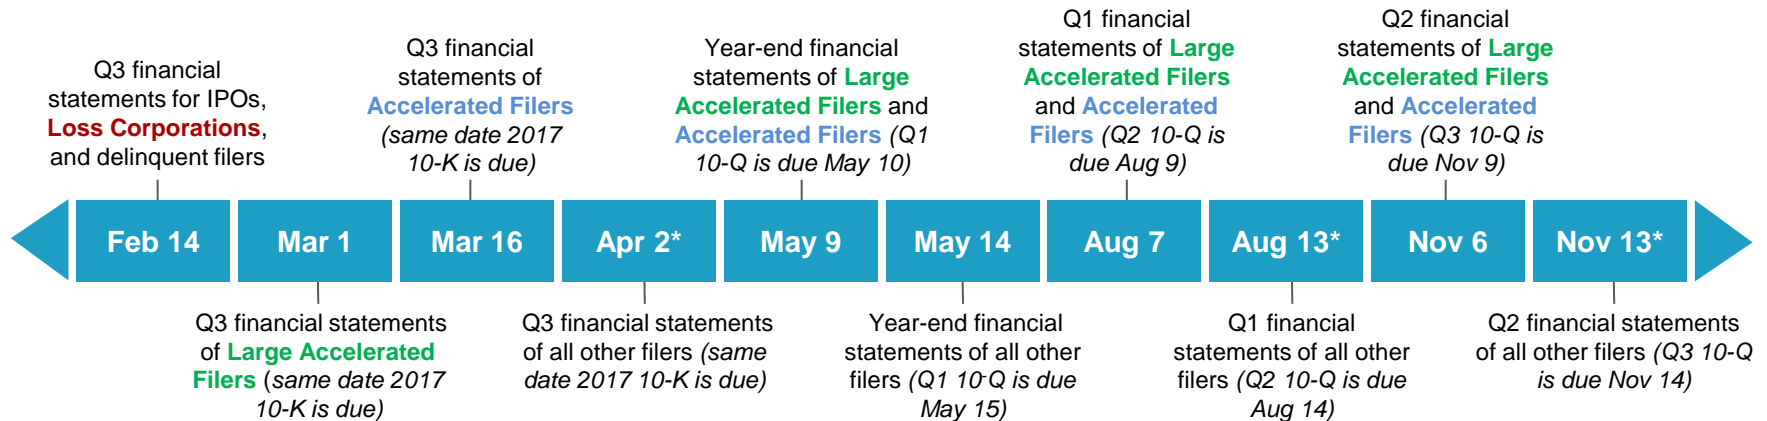 Q3 financial
statements for IPOs,
Loss Corporations,
and delinquent filers
Q3 financial
statements of
Accelerated Filers
(same date 2017
10-K is due)
Year-end financial
statements of Large
Accelerated Filers and
Accelerated Filers (Q1
10-Q is due May 10)
Q1 financial
statements of Large
Accelerated Filers
and Accelerated
Filers (Q2 10-Q is
due Aug 9)
Q2 financial
statements of Large
Accelerated Filers
and Accelerated
Filers (Q3 10-Q is
due Nov 9)
Feb 14
Mar 1
Mar 16
Apr 2*
May 9
May 14
Aug 7
Aug 13*
Nov 6
Nov 13*
Q3 financial statements
of Large Accelerated
Filers (same date 2017
10-K is due)
Q3 financial statements
of all other filers (same
date 2017 10-K is due)
Year-end financial
statements of all other
filers (Q1 10-Q is due
May 15)
Q1 financial
statements of all other
filers (Q2 10-Q is due
Aug 14)
Q2 financial statements
of all other filers (Q3 10-Q
is due Nov 14)